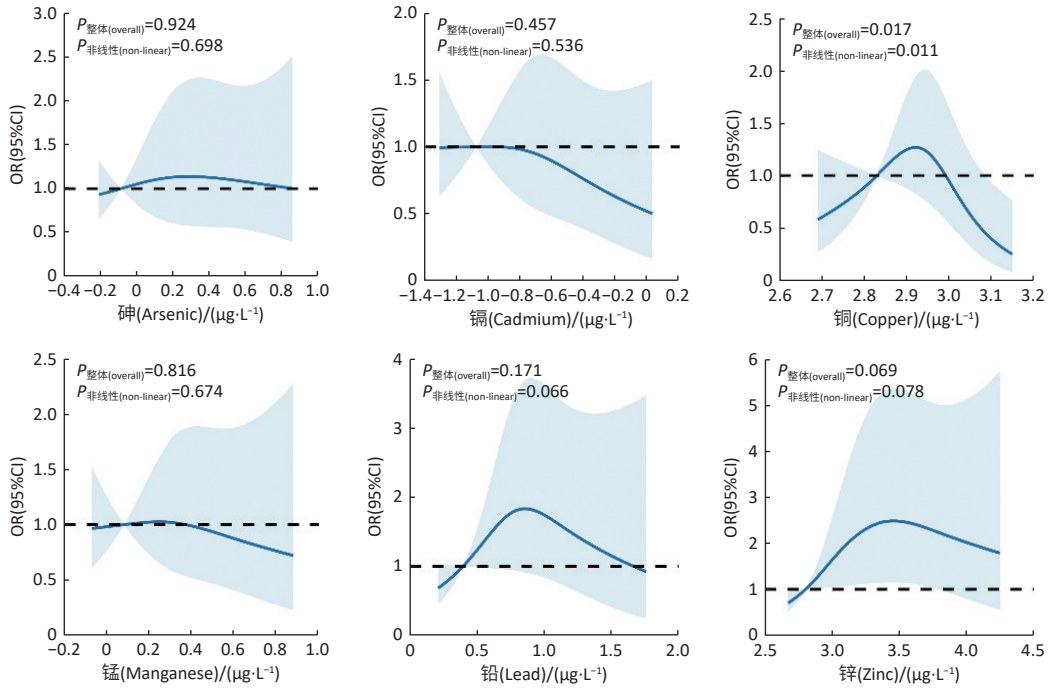 P整体(overall)=0.924
P非线性(non-linear)=0.698
OR(95%CI)
3.0
2.5
2.0
1.5
1.0
0.5
0
−0.4 −0.2 0 0.2 0.4 0.6 0.8 1.0
砷(Arsenic)/(μg·L⁻¹)
P整体(overall)=0.457
P非线性(non-linear)=0.536
OR(95%CI)
2.0
1.5
1.0
0.5
0
−1.4 −1.2 −1.0 −0.8 −0.6 −0.4 −0.2 0 0.2
镉(Cadmium)/(μg·L⁻¹)
P整体(overall)=0.017
P非线性(non-linear)=0.011
OR(95%CI)
2.5
2.0
1.5
1.0
0.5
0
2.6 2.7 2.8 2.9 3.0 3.1 3.2
铜(Copper)/(μg·L⁻¹)
P整体(overall)=0.816
P非线性(non-linear)=0.674
OR(95%CI)
2.5
2.0
1.5
1.0
0.5
0
−0.2 0 0.2 0.4 0.6 0.8 1.0
锰(Manganese)/(μg·L⁻¹)
P整体(overall)=0.171
P非线性(non-linear)=0.066
OR(95%CI)
4
3
2
1
0
0 0.5 1.0 1.5 2.0
铅(Lead)/(μg·L⁻¹)
P整体(overall)=0.069
P非线性(non-linear)=0.078
OR(95%CI)
6
5
4
3
2
1
0
2.5 3.0 3.5 4.0 4.5
锌(Zinc)/(μg·L⁻¹)